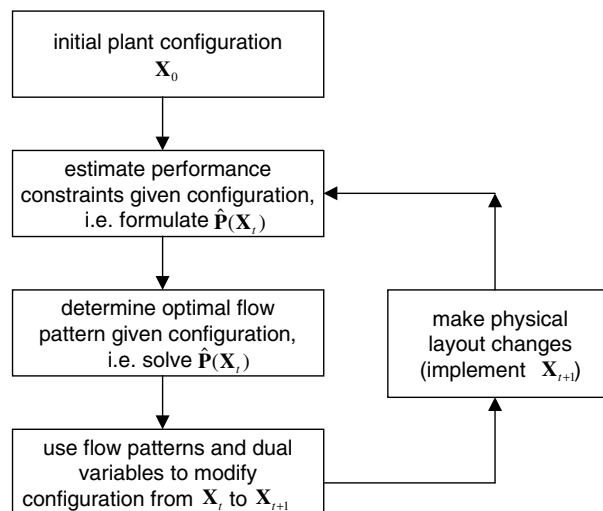 initial plant configuration
X₀
estimate performance
constraints given configuration,
i.e. formulate P̂(Xₜ)
determine optimal flow
pattern given configuration,
i.e. solve P̂(Xₜ)
use flow patterns and dual
variables to modify
configuration from Xₜ to Xₜ₊₁
make physical
layout changes
(implement Xₜ₊₁)